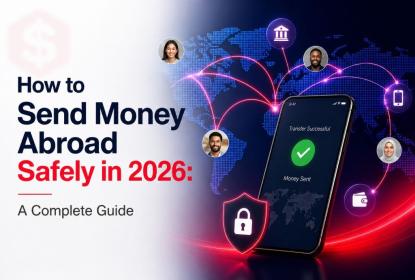 How to
Send Money
Abroad
Safely in 2026:
A Complete Guide
Transfer Successful
Money Sent